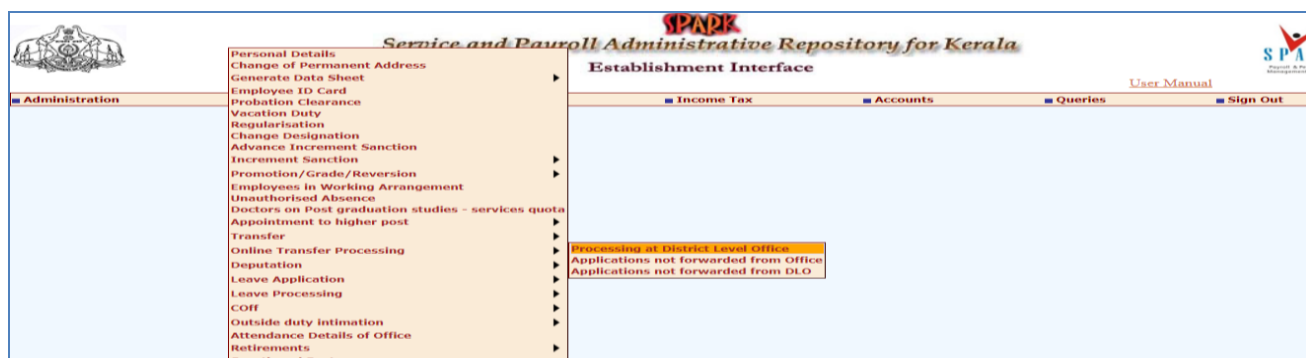 SPARK
Service and Payroll Administrative Repository for Kerala
Establishment Interface
SPA
User Manual
Administration
Income Tax
Accounts
Queries
Sign Out
Personal Details
Change of Permanent Address
Generate Data Sheet
Employee ID Card
Probation Clearance
Vacation Duty
Regularisation
Change Designation
Advance Increment Sanction
Increment Sanction
Promotion/Grade/Reversion
Employees in Working Arrangement
Unauthorised Absence
Doctors on Post graduation studies - services quota
Appointment to higher post
Transfer
Online Transfer Processing
Deputation
Leave Application
Leave Processing
COff
Outside duty intimation
Attendance Details of Office
Retirements
Processing at District Level Office
Applications not forwarded from Office
Applications not forwarded from DLO